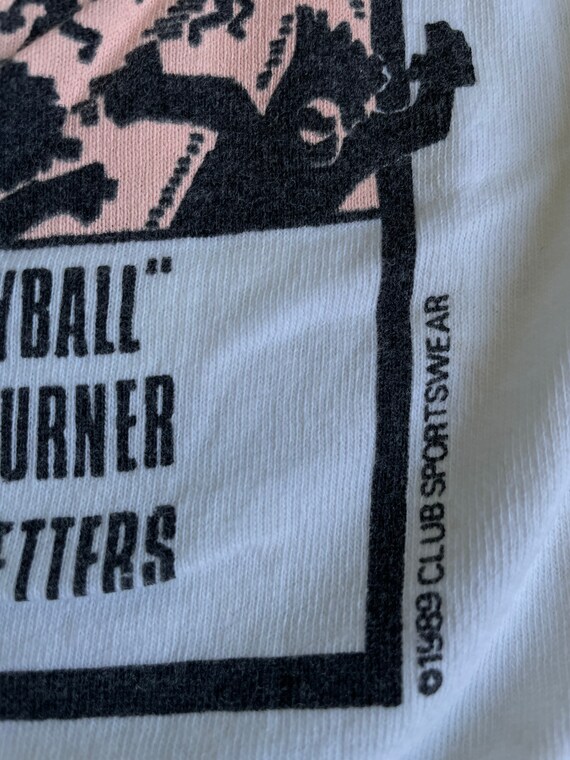 YBALL"
URNER
ETTERS
©1989 CLUB SPORTSWEAR